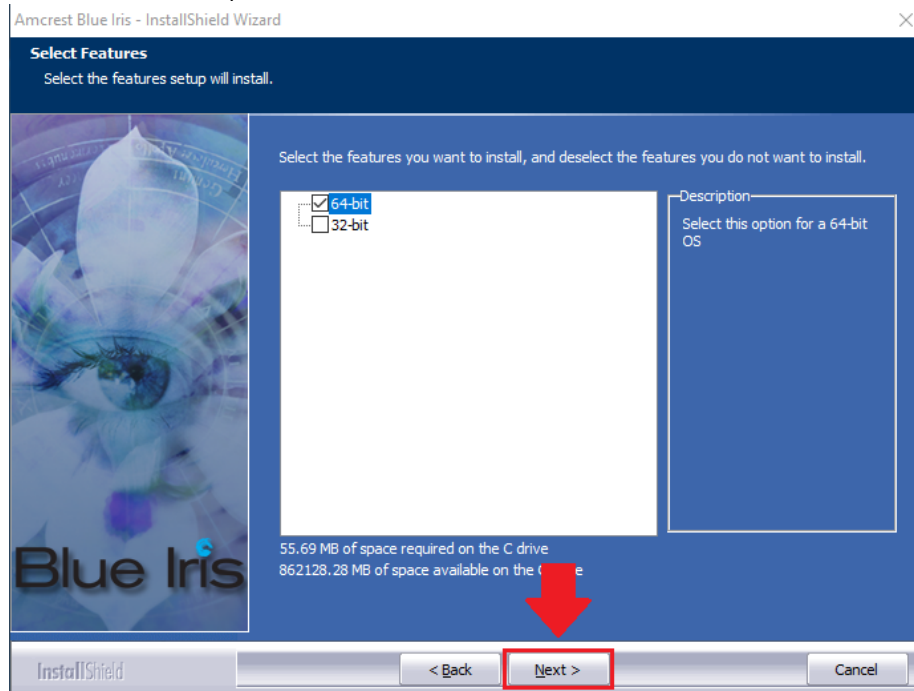 Amcrest Blue Iris - InstallShield Wizard
Select Features
Select the features setup will install.
Select the features you want to install, and deselect the features you do not want to install.
64-bit
32-bit
Description
Select this option for a 64-bit
OS
Blue Iris
55.69 MB of space required on the C drive
862128.28 MB of space available on the
InstallShield
< Back
Next >
Cancel